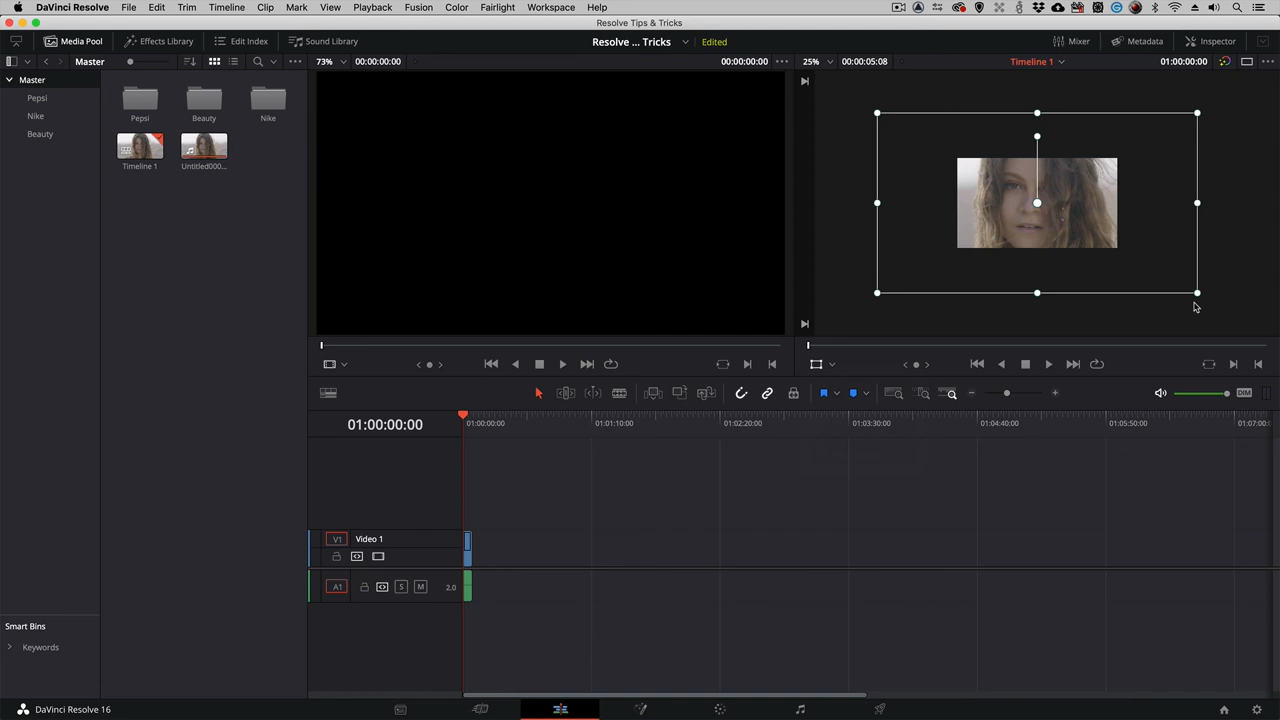 DaVinci Resolve File Edit Trim Timeline Clip Mark View Playback Fusion Color Fairlight Workspace Help
Resolve Tips & Tricks
Media Pool Effects Library Edit Index Sound Library Resolve ... Tricks Edited Mixer Metadata Inspector
Master 73% 00:00:00:00 00:00:00:00 25% 00:00:05:08 Timeline 1 01:00:00:00
Master
Pepsi
Nike
Beauty
Pepsi Beauty Nike
Timeline 1 Untitled000...
DIM
01:00:00:00
01:00:00:00 01:01:10:00 01:02:20:00 01:03:30:00 01:04:40:00 01:05:50:00 01:07:00:0
V1 Video 1
A1 S M 2.0
Smart Bins
Keywords
DaVinci Resolve 16